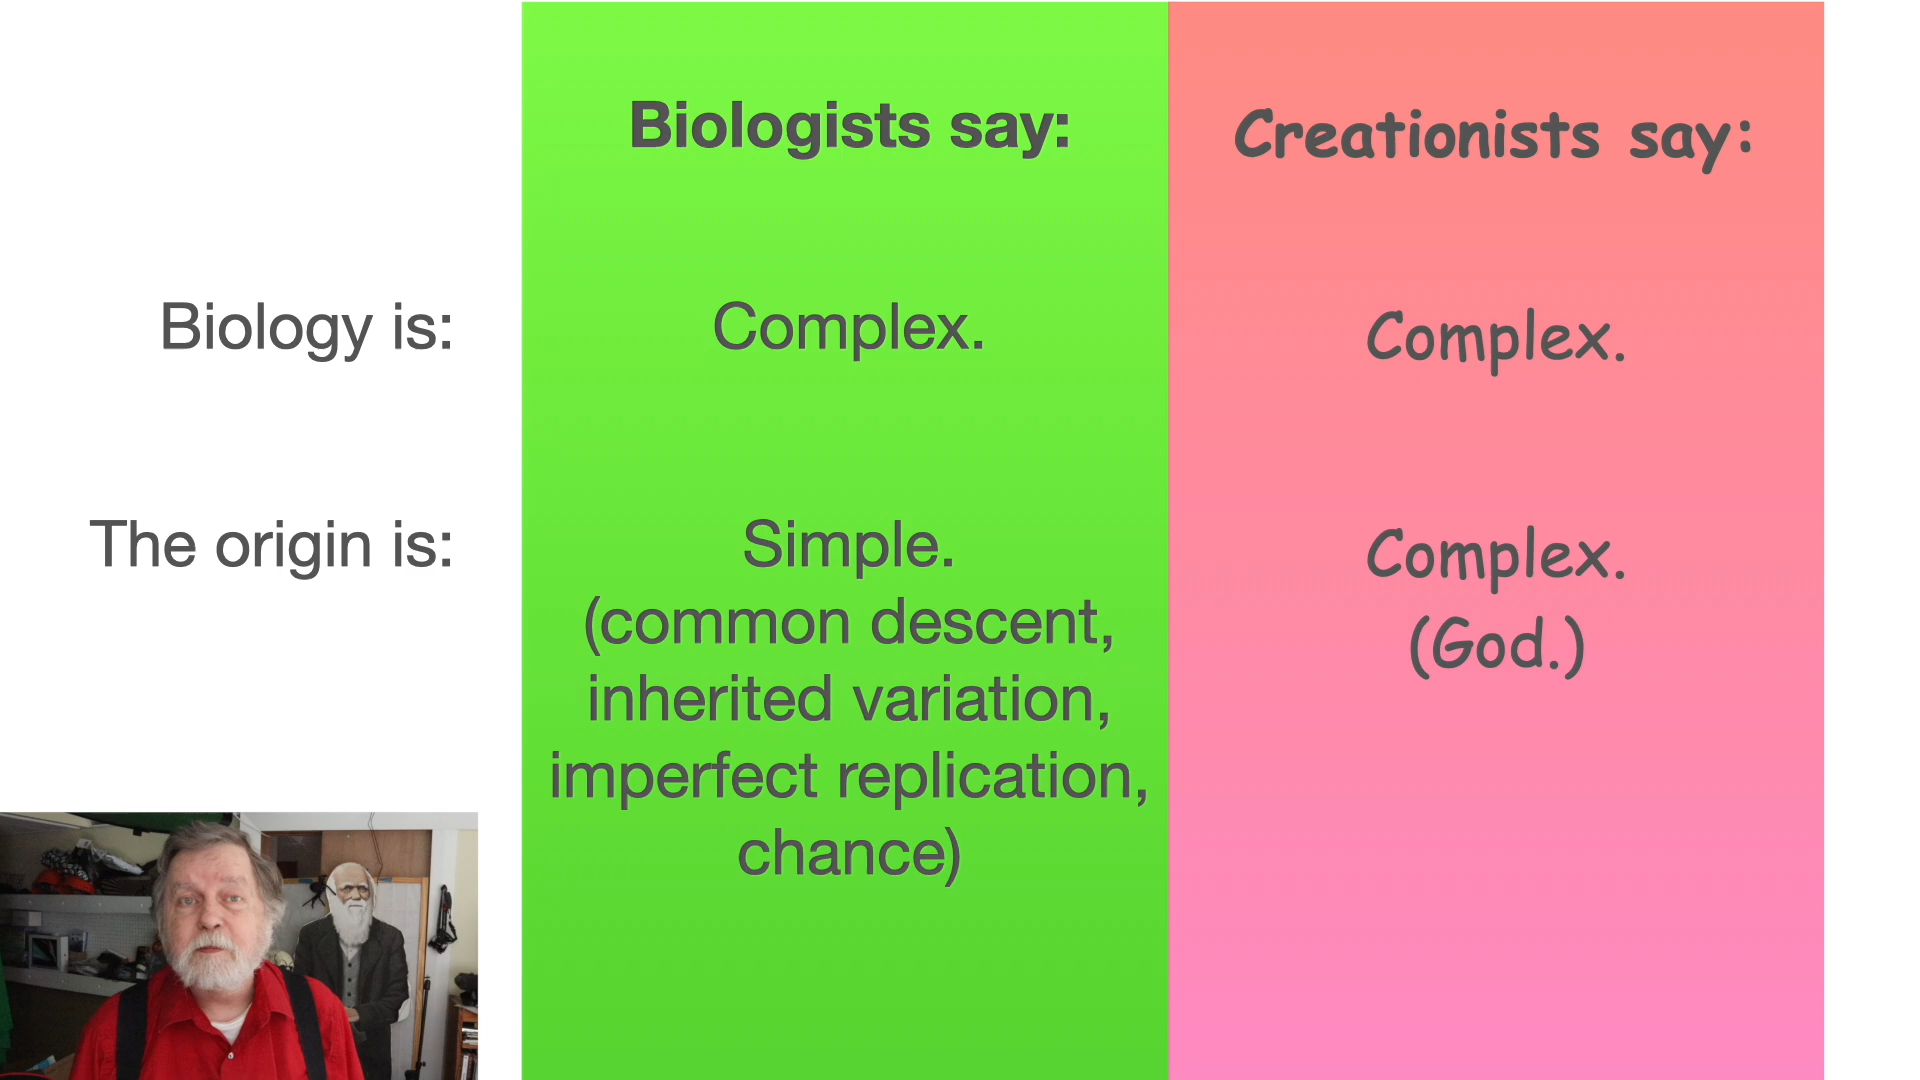 Biologists say:
Creationists say:
Biology is:
Complex.
Complex.
The origin is:
Simple.
(common descent,
inherited variation,
imperfect replication,
chance)
Complex.
(God.)